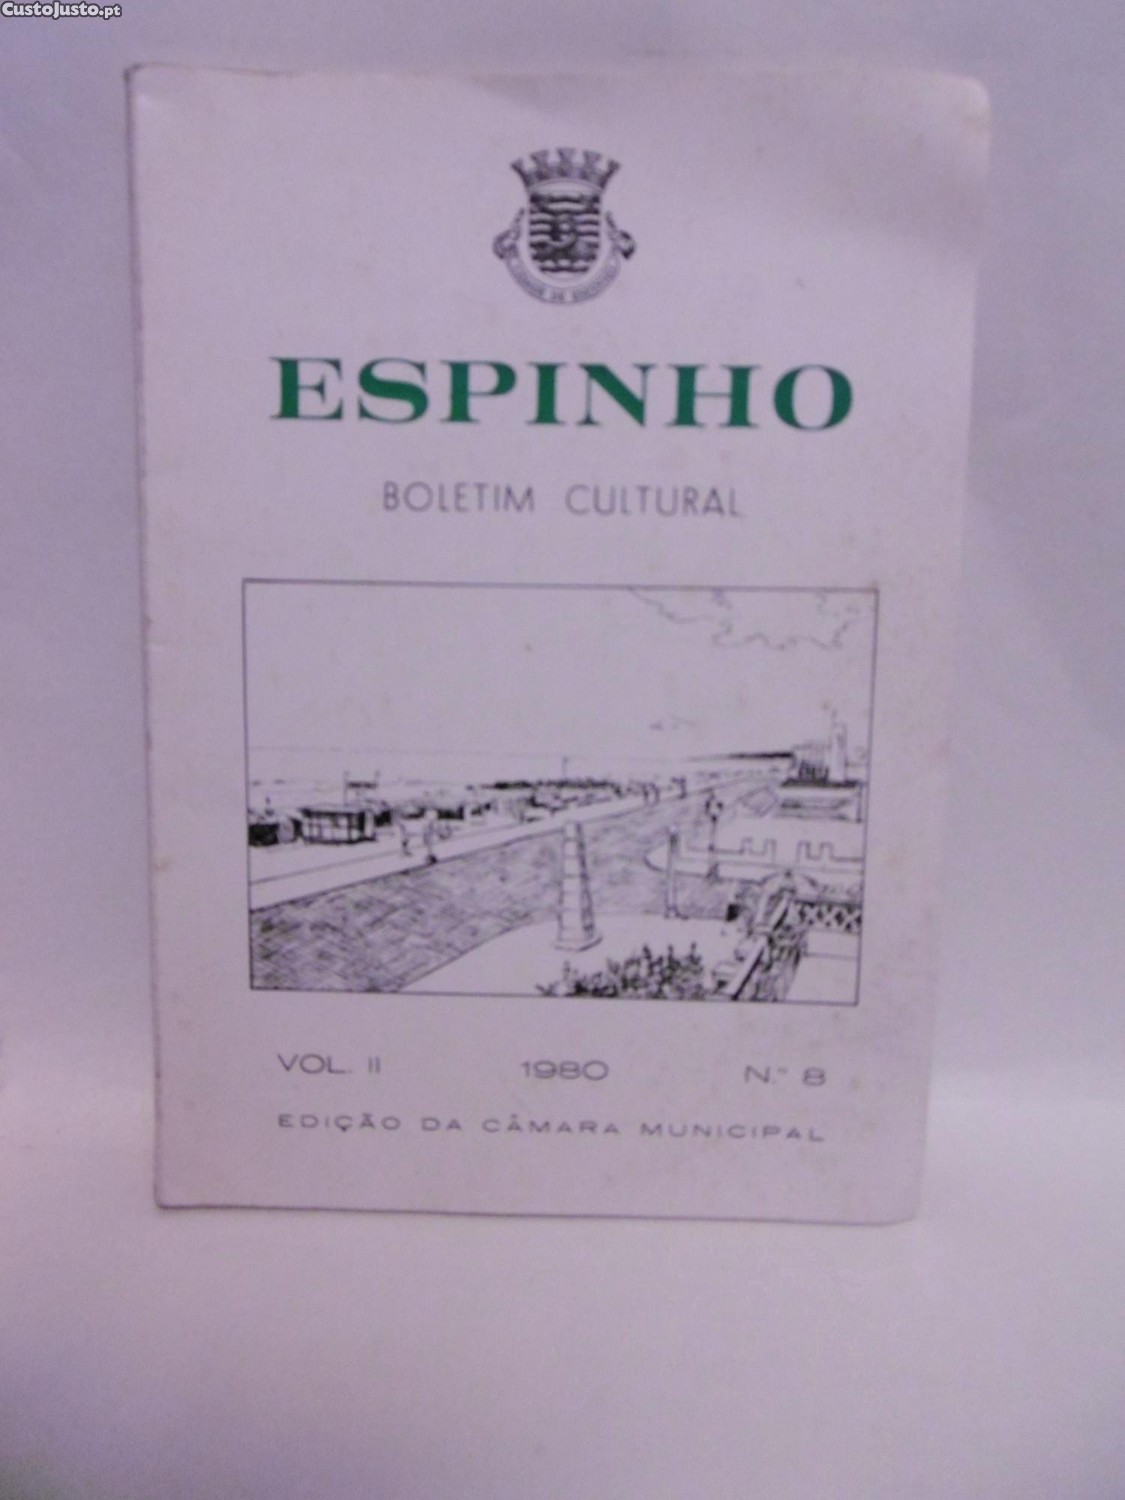 CustoJusto.pt
ESPINHO
BOLETIM CULTURAL
VOL. II 1980 N.º 8
EDIÇÃO DA CÂMARA MUNICIPAL